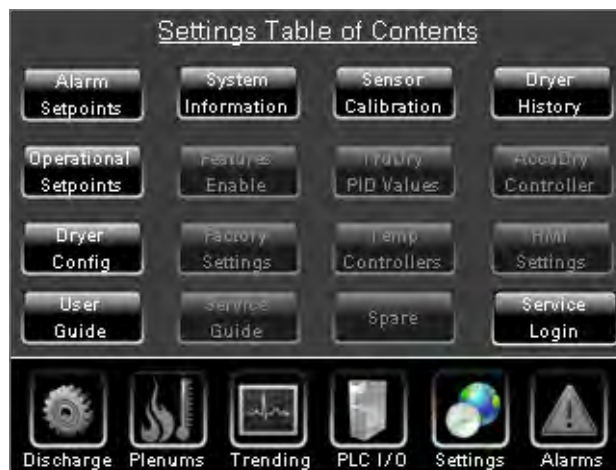 Settings Table of Contents
Alarm Setpoints
System Information
Sensor Calibration
Dryer History
Operational Setpoints
Features Enable
TruDry PID Values
AccuDry Controller
Dryer Config
Factory Settings
Temp Controllers
HMI Settings
User Guide
Service Guide
Spare
Service Login
Discharge
Plenums
Trending
PLC I/O
Settings
Alarms